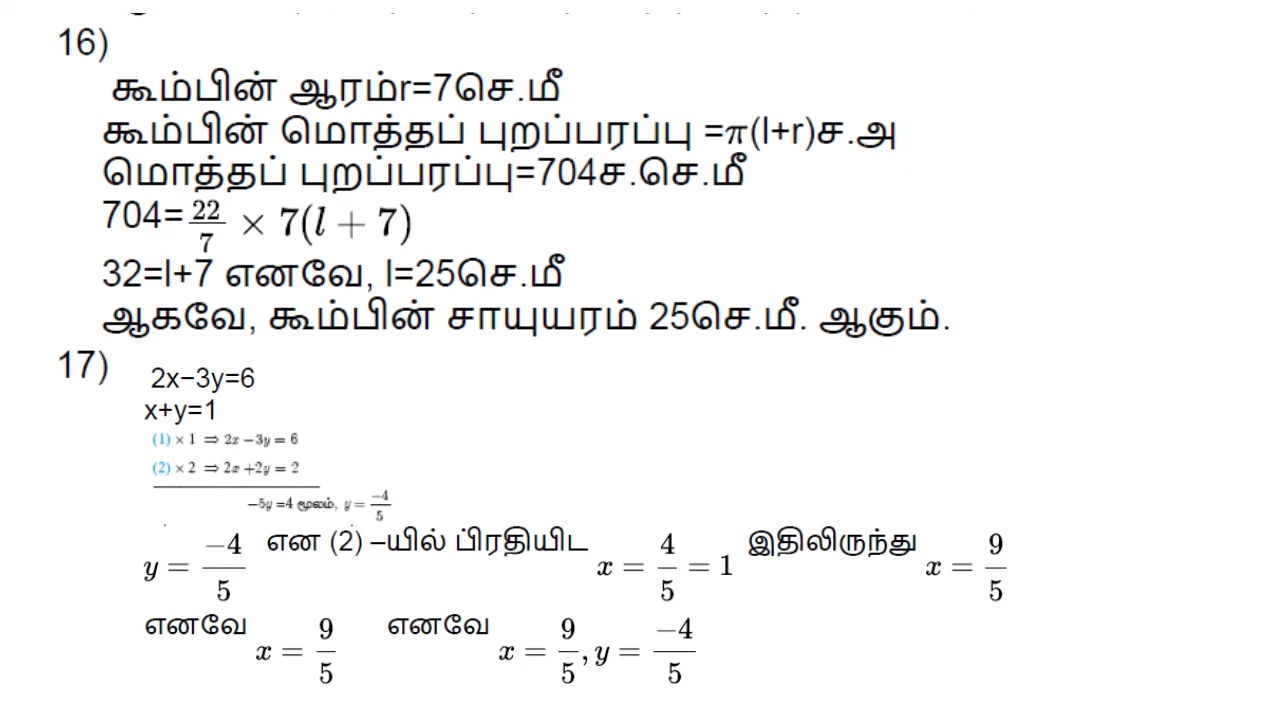 16)
கூம்பின் ஆரம்r=7செ.மீ
கூம்பின் மொத்தப் புறப்பரப்பு =π(l+r)ச.அ
மொத்தப் புறப்பரப்பு=704ச.செ.மீ
704=22/7 × 7(l + 7)
32=l+7 எனவே, l=25செ.மீ
ஆகவே, கூம்பின் சாயுயரம் 25செ.மீ. ஆகும்.
17)
2x−3y=6
x+y=1
(1) × 1 ⇒ 2x −3y = 6
(2) × 2 ⇒ 2x +2y = 2
−5y =4 மூலம், y = −4/5
y = −4/5 என (2) –யில் பிரதியிட x = 4/5 = 1 இதிலிருந்து x = 9/5
எனவே x = 9/5 எனவே x = 9/5, y = −4/5